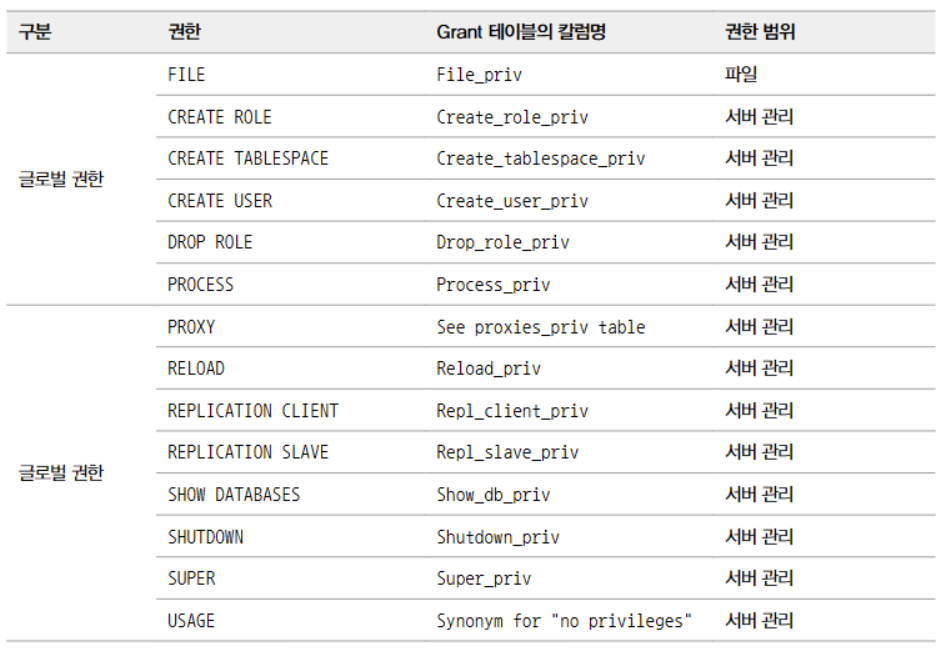 구분 권한 Grant 테이블의 칼럼명 권한 범위
FILE File_priv 파일
CREATE ROLE Create_role_priv 서버 관리
CREATE TABLESPACE Create_tablespace_priv 서버 관리
글로벌 권한
CREATE USER Create_user_priv 서버 관리
DROP ROLE Drop_role_priv 서버 관리
PROCESS Process_priv 서버 관리
PROXY See proxies_priv table 서버 관리
RELOAD Reload_priv 서버 관리
REPLICATION CLIENT Repl_client_priv 서버 관리
REPLICATION SLAVE Repl_slave_priv 서버 관리
글로벌 권한
SHOW DATABASES Show_db_priv 서버 관리
SHUTDOWN Shutdown_priv 서버 관리
SUPER Super_priv 서버 관리
USAGE Synonym for "no privileges" 서버 관리